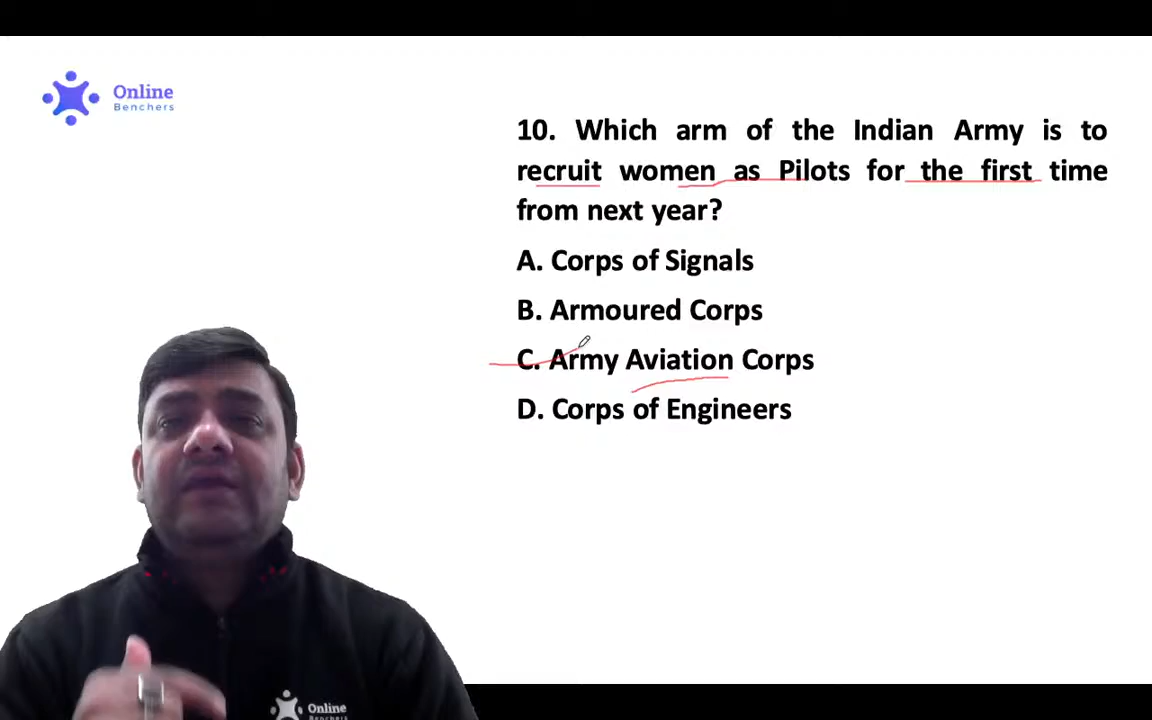 Online
Benchers
10. Which arm of the Indian Army is to
recruit women as Pilots for the first time
from next year?
A. Corps of Signals
B. Armoured Corps
C. Army Aviation Corps
D. Corps of Engineers
Online
Benchers